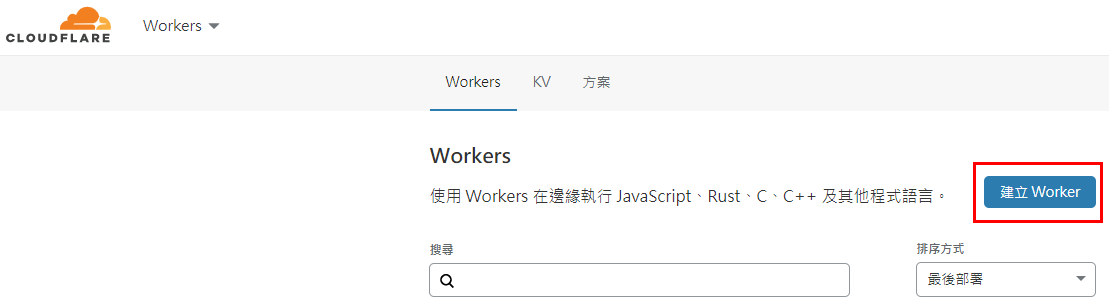 CLOUDFLARE
Workers
Workers KV 方案
Workers
使用 Workers 在邊緣執行 JavaScript、Rust、C、C++ 及其他程式語言。
建立 Worker
搜尋
排序方式
最後部署